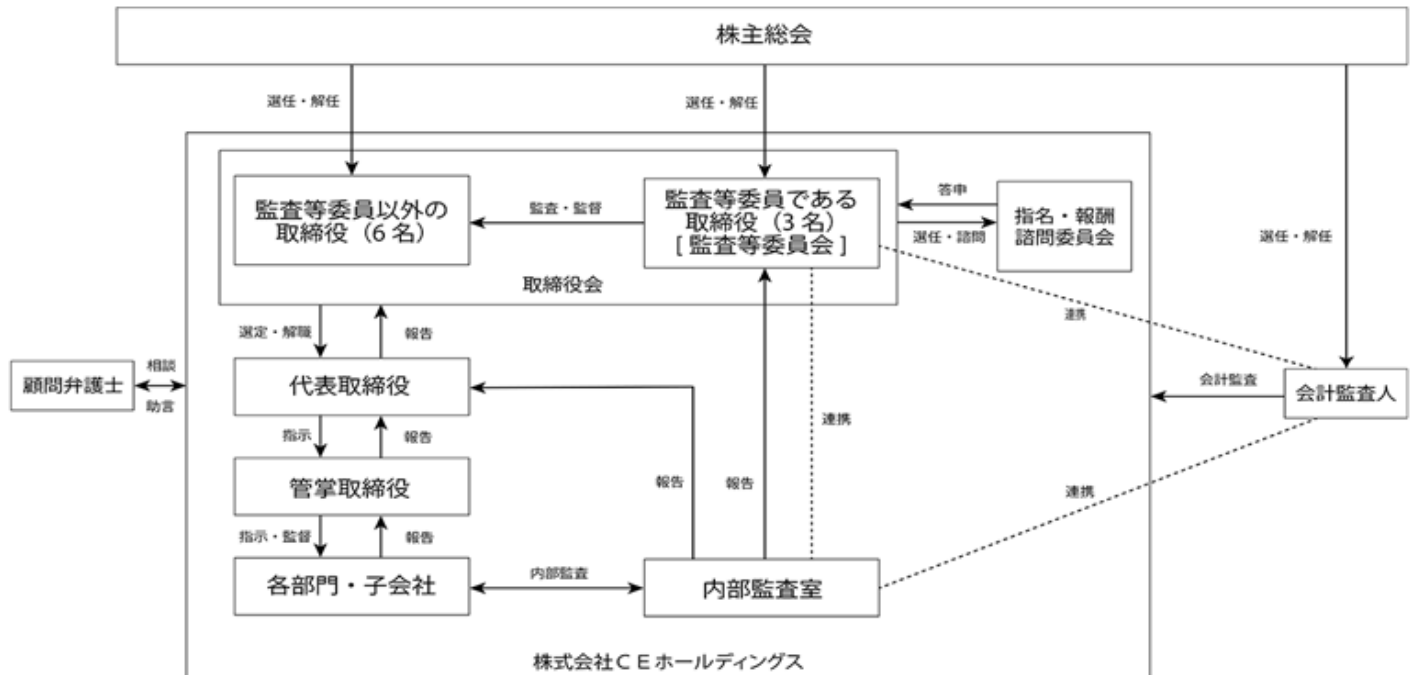 株主総会
選任・解任
選任・解任
選任・解任
監査等委員以外の
取締役（6名）
監査・監督
監査等委員である
取締役（3名）
[監査等委員会]
答申
選任・諮問
指名・報酬
諮問委員会
取締役会
選定・解職
報告
連携
顧問弁護士
相談
助言
代表取締役
会計監査
会計監査人
指示
報告
連携
管掌取締役
報告
報告
連携
指示・監督
報告
各部門・子会社
内部監査
内部監査室
株式会社ＣＥホールディングス